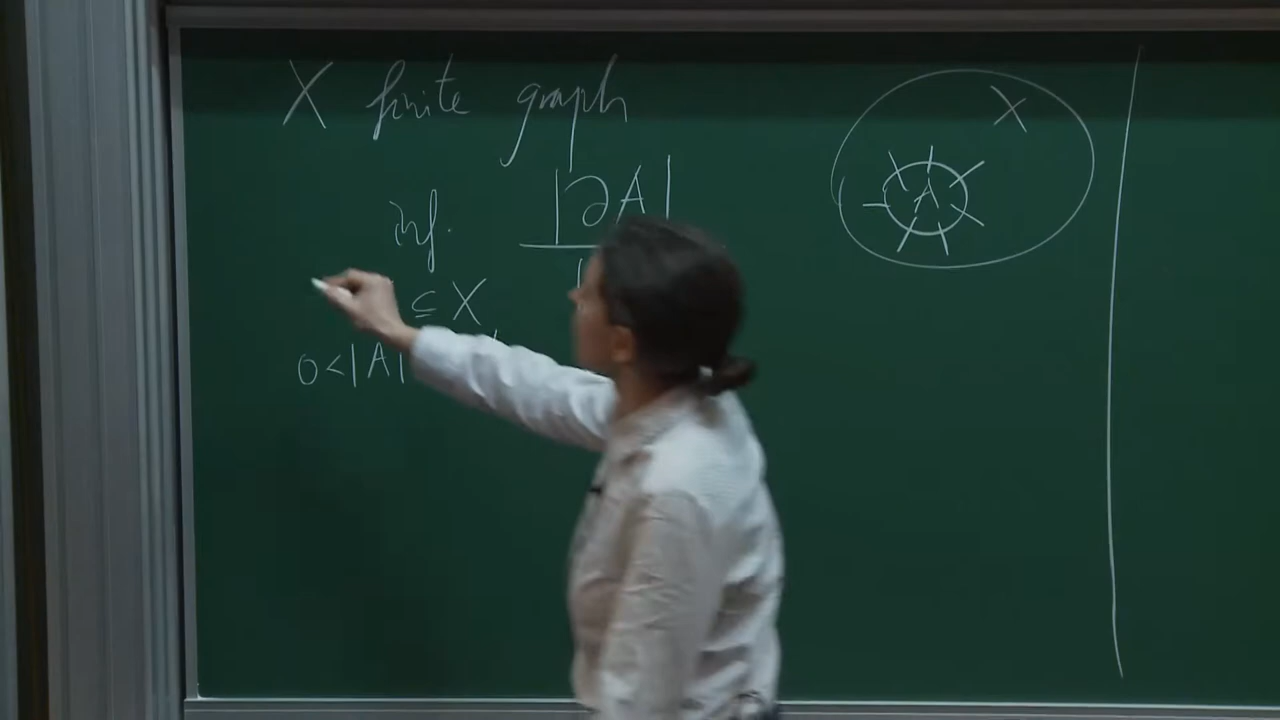 X finite graph
inf. |∂A|
⊆ X
0 < |A|
X
A